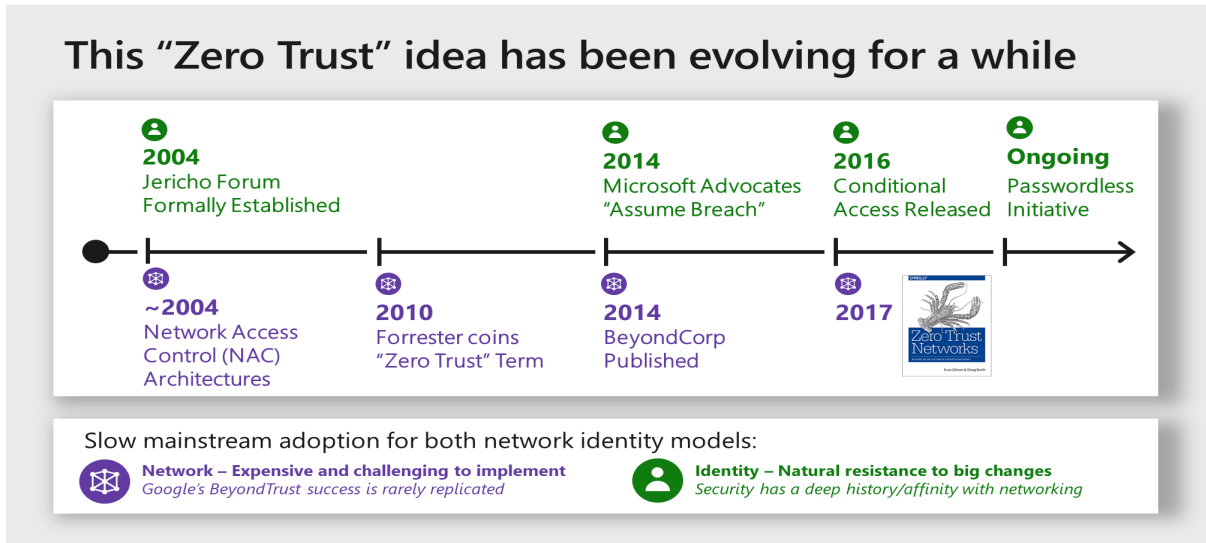 This “Zero Trust” idea has been evolving for a while
2004
Jericho Forum
Formally Established
2014
Microsoft Advocates
“Assume Breach”
2016
Conditional
Access Released
Ongoing
Passwordless
Initiative
~2004
Network Access
Control (NAC)
Architectures
2010
Forrester coins
“Zero Trust” Term
2014
BeyondCorp
Published
2017
O'REILLY
Zero Trust
Networks
Evan Gilman & Doug Barth
Slow mainstream adoption for both network identity models:
Network – Expensive and challenging to implement
Google’s BeyondTrust success is rarely replicated
Identity – Natural resistance to big changes
Security has a deep history/affinity with networking